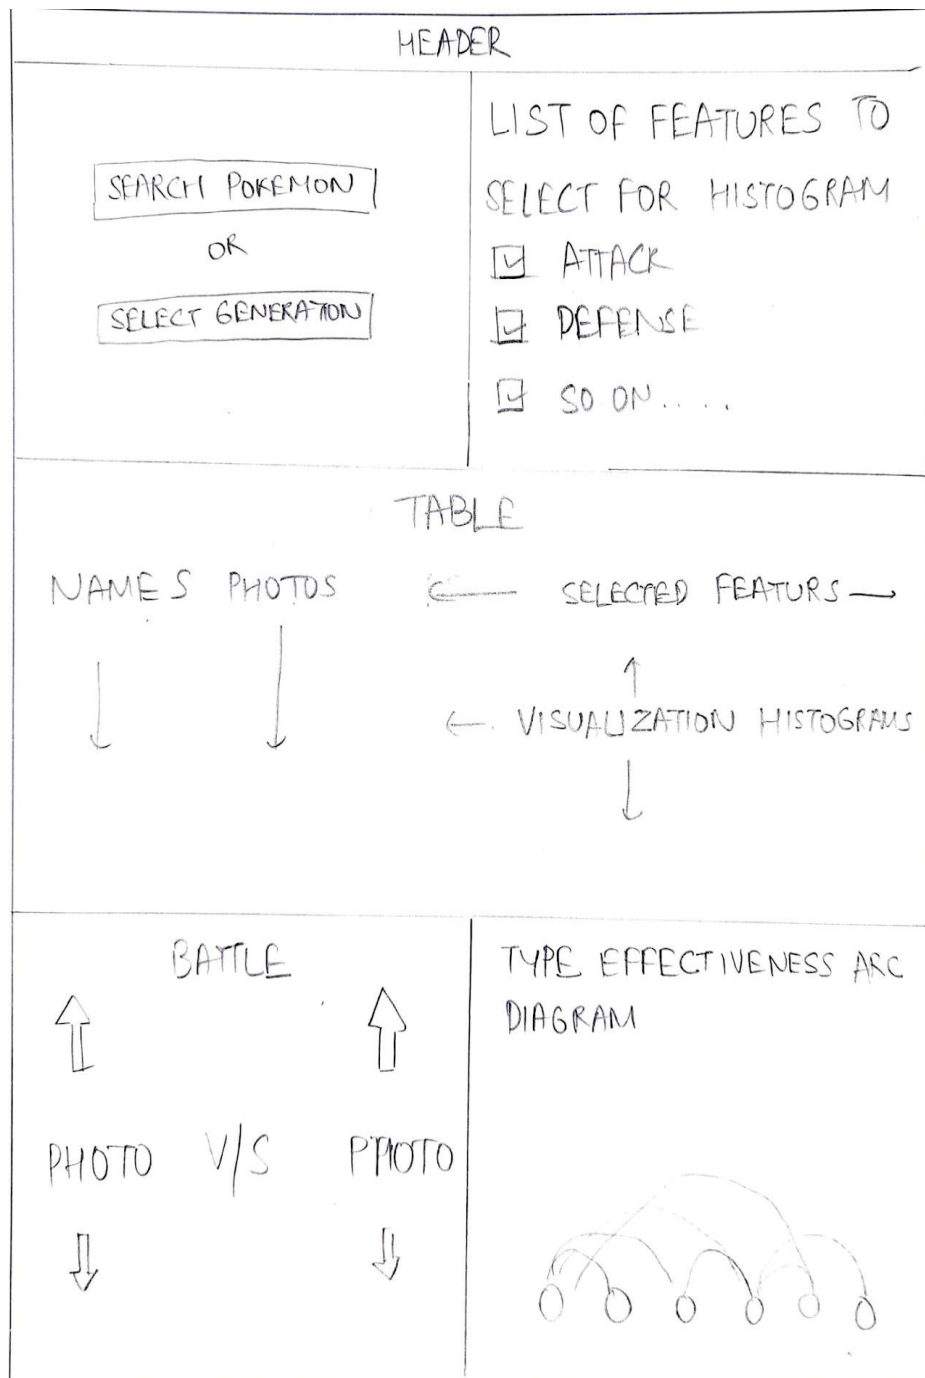 HEADER
SEARCH POKEMON
OR
SELECT GENERATION
LIST OF FEATURES TO
SELECT FOR HISTOGRAM
ATTACK
DEFENSE
SO ON.....
TABLE
NAMES PHOTOS SELECTED FEATURS
VISUALIZATION HISTOGRAMS
BATTLE
PHOTO V/S PHOTO
TYPE EFFECTIVENESS ARC
DIAGRAM